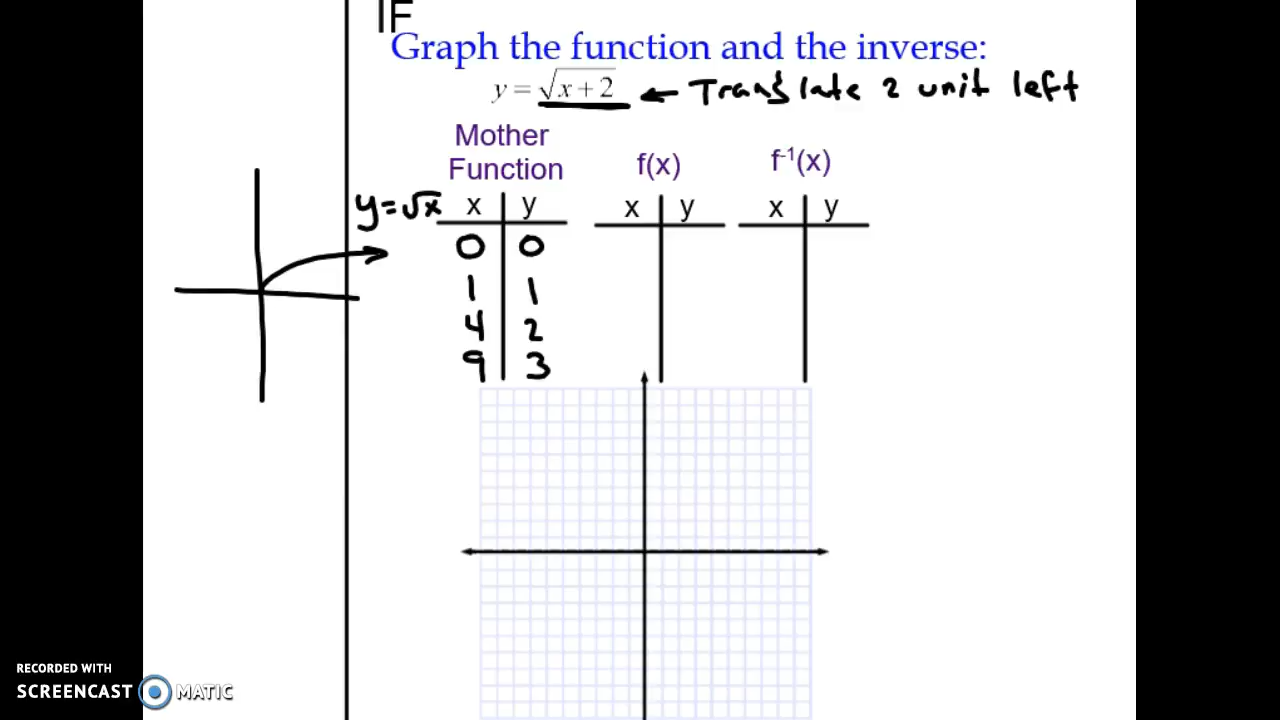 IF
Graph the function and the inverse:
y = √x + 2 ← Translate 2 unit left
Mother
Function
f(x)
f-1(x)
y=√x
x y
x y
x y
0 0
1 1
4 2
9 3
RECORDED WITH
SCREENCAST MATIC